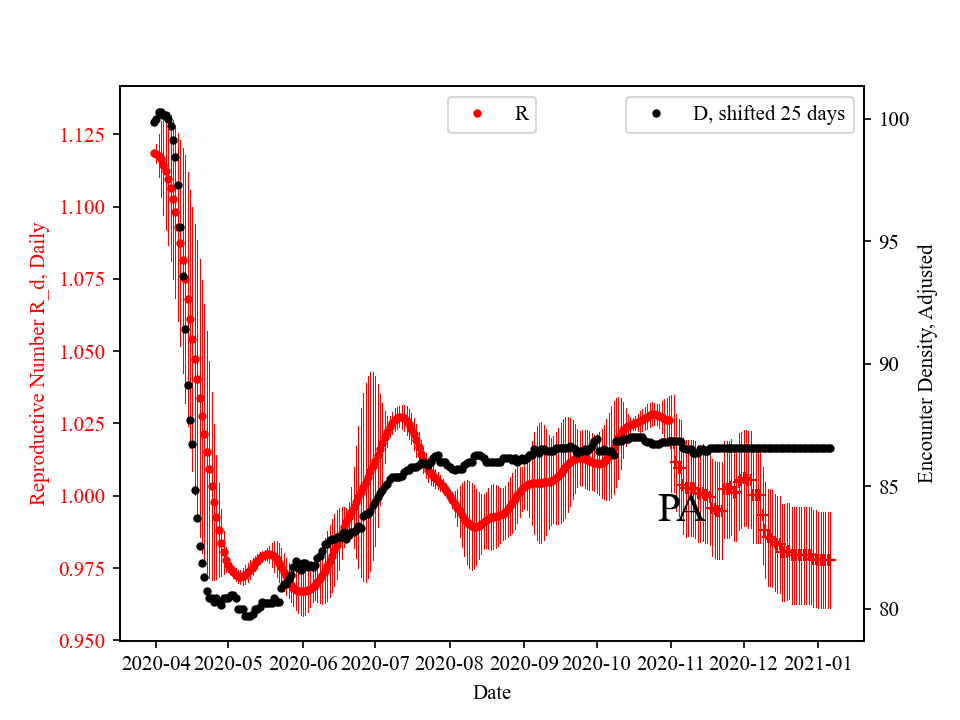 R
D, shifted 25 days
1.125
1.100
1.075
1.050
1.025
1.000
0.975
0.950
Reproductive Number R_d, Daily
100
95
90
85
80
Encounter Density, Adjusted
PA
2020-04 2020-05 2020-06 2020-07 2020-08 2020-09 2020-10 2020-11 2020-12 2021-01
Date